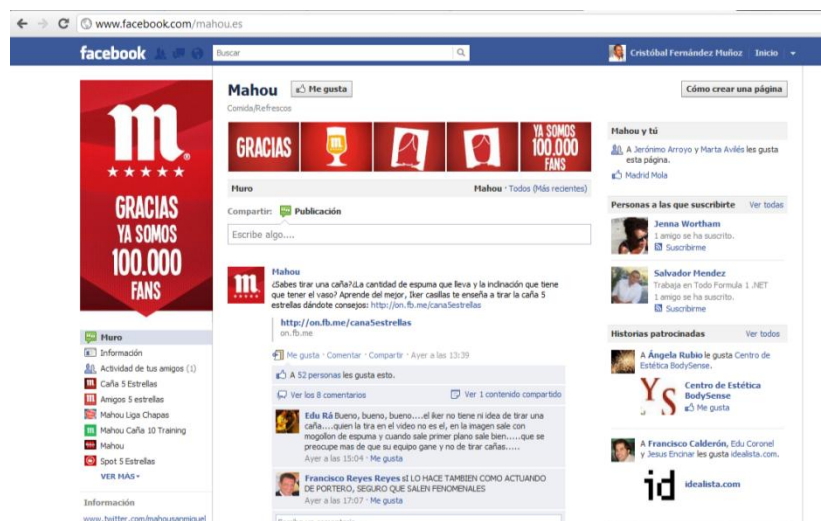 www.facebook.com/mahou.es
facebook
Buscar
Cristóbal Fernández Muñoz
Inicio
m
GRACIAS
YA SOMOS
100.000
FANS
Muro
Información
Actividad de tus amigos (1)
Caña 5 Estrellas
Amigos 5 estrellas
Mahou Liga Chapas
Mahou Caña 10 Training
Mahou
Spot 5 Estrellas
VER MÁS
Información
www.twitter.com/mahousanmiguel
Mahou
Me gusta
Comida/Refrescos
GRACIAS
YA SOMOS
100.000
FANS
Muro
Mahou · Todos (Más recientes)
Compartir: Publicación
Escribe algo....
Mahou
¿Sabes tirar una caña?¿La cantidad de espuma que lleva y la inclinación que tiene
que tener el vaso? Aprende del mejor, Iker casillas te enseña a tirar la caña 5
estrellas dándote consejos: http://on.fb.me/cana5estrellas
http://on.fb.me/cana5estrellas
on.fb.me
Me gusta · Comentar · Compartir · Ayer a las 13:39
A 52 personas les gusta esto.
Ver los 8 comentarios
Ver 1 contenido compartido
Edu Rá Bueno, bueno, bueno....el iker no tiene ni idea de tirar una
caña....quien la tira en el video no es el, en la imagen sale con
mogollon de espuma y cuando sale primer plano sale bien.....que se
preocupe mas de que su equipo gane y no de tirar cañas.....
Ayer a las 15:04 · Me gusta
Francisco Reyes Reyes sI LO HACE TAMBIEN COMO ACTUANDO
DE PORTERO, SEGURO QUE SALEN FENOMENALES
Ayer a las 17:07 · Me gusta
Cómo crear una página
Mahou y tú
A Jerónimo Arroyo y Marta Avilés les gusta
esta página.
Madrid Mola
Personas a las que suscribirte
Ver todas
Jenna Wortham
1 amigo se ha suscrito.
Suscribirme
Salvador Mendez
Trabaja en Todo Formula 1 .NET
1 amigo se ha suscrito.
Suscribirme
Historias patrocinadas
Ver todos
A Ángela Rubio le gusta Centro de
Estética BodySense.
YS
Centro de Estética
BodySense
Me gusta
A Francisco Calderón, Edu Coronel
y Jesus Encinar les gusta idealista.com.
id
idealista.com